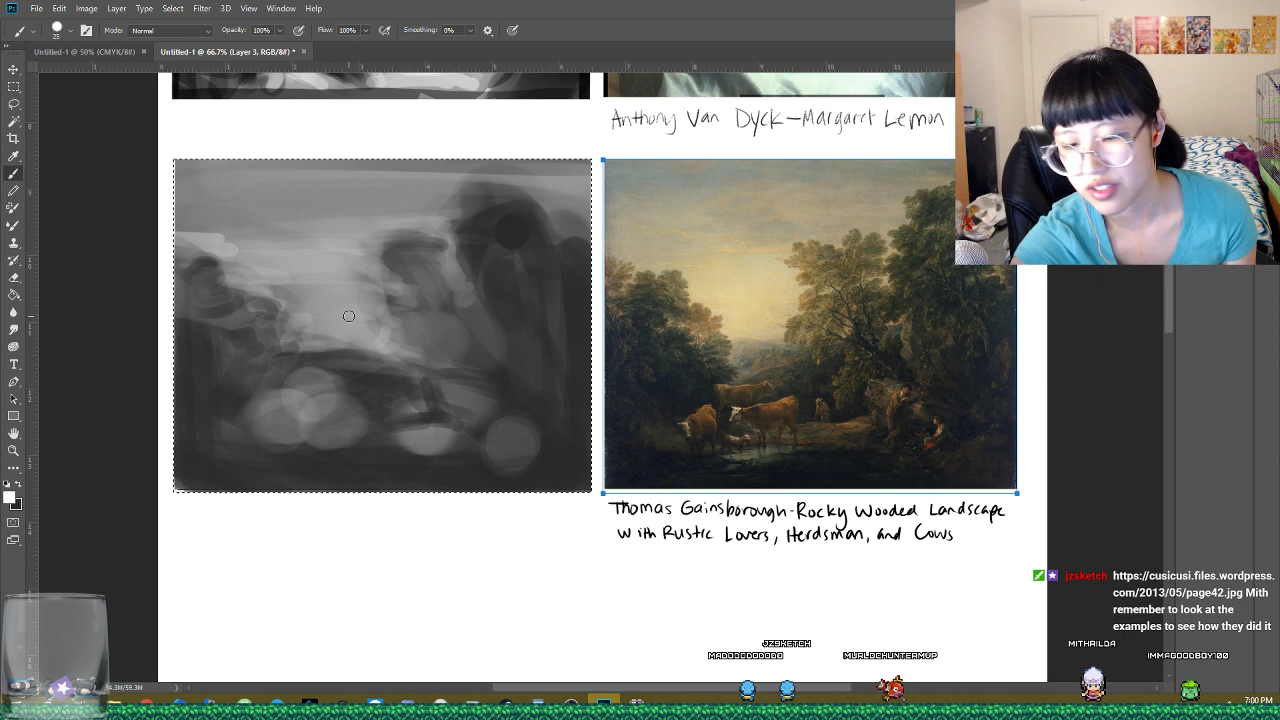 File Edit Image Layer Type Select Filter 3D View Window Help
Mode: Normal Opacity: 100% Flow: 100% Smoothing: 0%
Untitled-1 @ 50% (CMYK/8#) × Untitled-1 @ 66.7% (Layer 3, RGB/8#) * ×
Anthony Van Dyck—Margaret Lemon
Thomas Gainsborough-Rocky Wooded Landscape
with Rustic Lovers, Herdsman, and Cows
jzsketch https://cusicusi.files.wordpress.
com/2013/05/page42.jpg Mith
remember to look at the
examples to see how they did it
JZSKETCH
MITHRILDA
IMMAGOODBOY100
7:00 PM